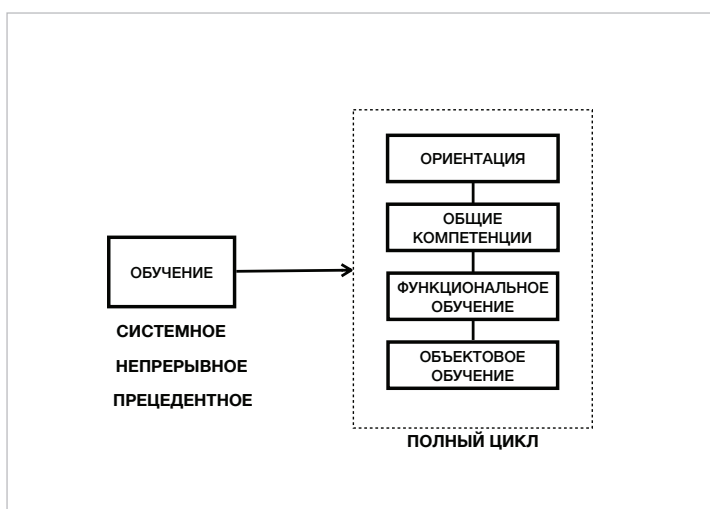 ОБУЧЕНИЕ
СИСТЕМНОЕ
НЕПРЕРЫВНОЕ
ПРЕЦЕДЕНТНОЕ
ОРИЕНТАЦИЯ
ОБЩИЕ
КОМПЕТЕНЦИИ
ФУНКЦИОНАЛЬНОЕ
ОБУЧЕНИЕ
ОБЪЕКТОВОЕ
ОБУЧЕНИЕ
ПОЛНЫЙ ЦИКЛ